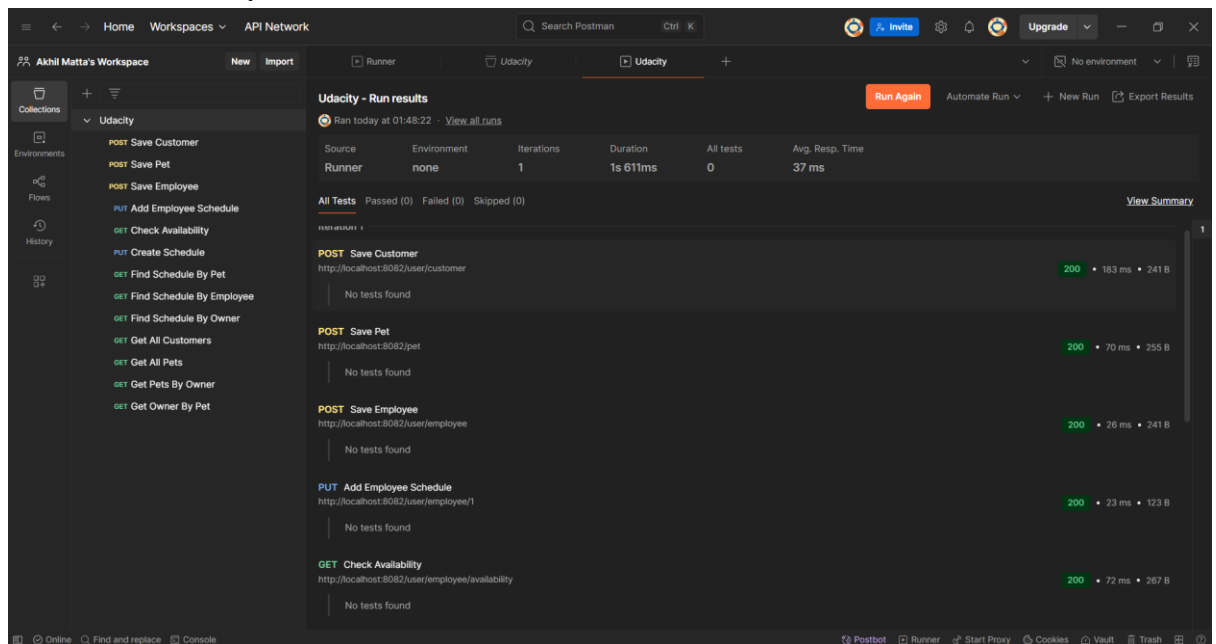 Home Workspaces API Network Search Postman Ctrl K Invite Upgrade
Akhil Matta's Workspace New Import Runner Udacity Udacity No environment
Collections
Environments
Flows
History
Udacity
POST Save Customer
POST Save Pet
POST Save Employee
PUT Add Employee Schedule
GET Check Availability
PUT Create Schedule
GET Find Schedule By Pet
GET Find Schedule By Employee
GET Find Schedule By Owner
GET Get All Customers
GET Get All Pets
GET Get Pets By Owner
GET Get Owner By Pet
Udacity - Run results Run Again Automate Run New Run Export Results
Ran today at 01:48:22 · View all runs
Source Environment Iterations Duration All tests Avg. Resp. Time
Runner none 1 1s 611ms 0 37 ms
All Tests Passed (0) Failed (0) Skipped (0) View Summary
Iteration 1 1
POST Save Customer
http://localhost:8082/user/customer 200 • 183 ms • 241 B
No tests found
POST Save Pet
http://localhost:8082/pet 200 • 70 ms • 255 B
No tests found
POST Save Employee
http://localhost:8082/user/employee 200 • 26 ms • 241 B
No tests found
PUT Add Employee Schedule
http://localhost:8082/user/employee/1 200 • 23 ms • 123 B
No tests found
GET Check Availability
http://localhost:8082/user/employee/availability 200 • 72 ms • 267 B
No tests found
Online Find and replace Console Postbot Runner Start Proxy Cookies Vault Trash